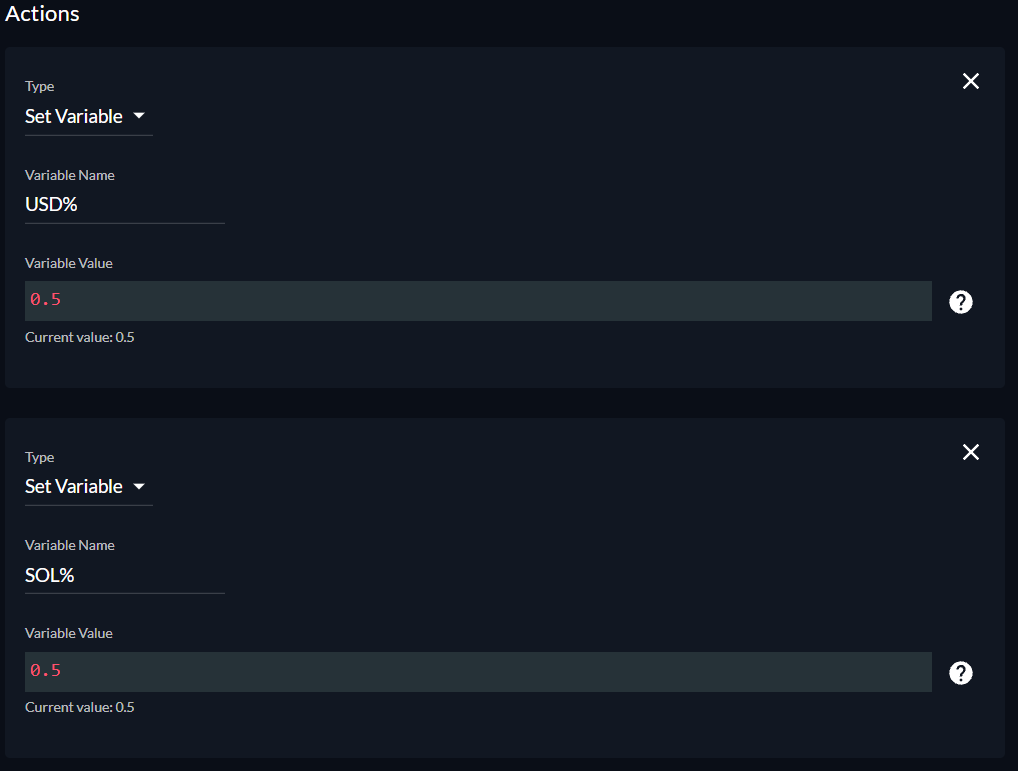 Actions
Type
Set Variable
Variable Name
USD%
Variable Value
0.5
?
Current value: 0.5
Type
Set Variable
Variable Name
SOL%
Variable Value
0.5
?
Current value: 0.5